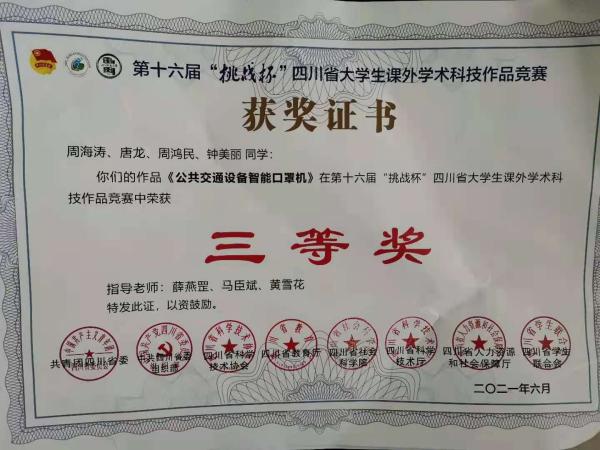 第十六届“挑战杯”四川省大学生课外学术科技作品竞赛
获奖证书
周海涛、唐龙、周鸿民、钟美丽 同学：
你们的作品《公共交通设备智能口罩机》在第十六届“挑战杯”四川省大学生课外学术科
技作品竞赛中荣获
三等奖
指导老师：薛燕罡、马臣斌、黄雪花
特发此证，以资鼓励。
共青团四川省委
中共四川省委
组织部
四川省科学
技术协会
四川省教育厅
四川省社会
科学院
四川省科学
技术厅
四川省人力资源
和社会保障厅
四川省学生
联合会
二〇二一年六月